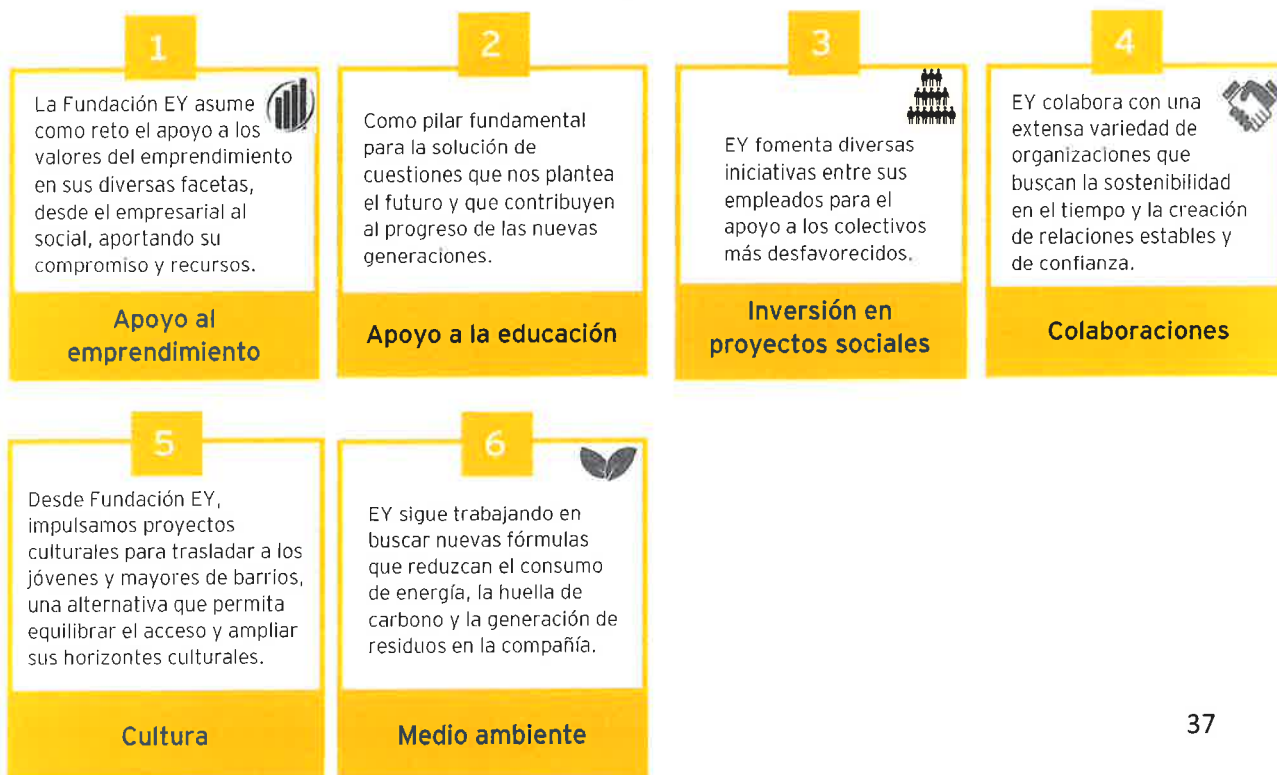 1
La Fundación EY asume
como reto el apoyo a los
valores del emprendimiento
en sus diversas facetas,
desde el empresarial al
social, aportando su
compromiso y recursos.
Apoyo al
emprendimiento
2
Como pilar fundamental
para la solución de
cuestiones que nos plantea
el futuro y que contribuyen
al progreso de las nuevas
generaciones.
Apoyo a la educación
3
EY fomenta diversas
iniciativas entre sus
empleados para el
apoyo a los colectivos
más desfavorecidos.
Inversión en
proyectos sociales
4
EY colabora con una
extensa variedad de
organizaciones que
buscan la sostenibilidad
en el tiempo y la creación
de relaciones estables y
de confianza.
Colaboraciones
5
Desde Fundación EY,
impulsamos proyectos
culturales para trasladar a los
jóvenes y mayores de barrios,
una alternativa que permita
equilibrar el acceso y ampliar
sus horizontes culturales.
Cultura
6
EY sigue trabajando en
buscar nuevas fórmulas
que reduzcan el consumo
de energía, la huella de
carbono y la generación de
residuos en la compañía.
Medio ambiente
37